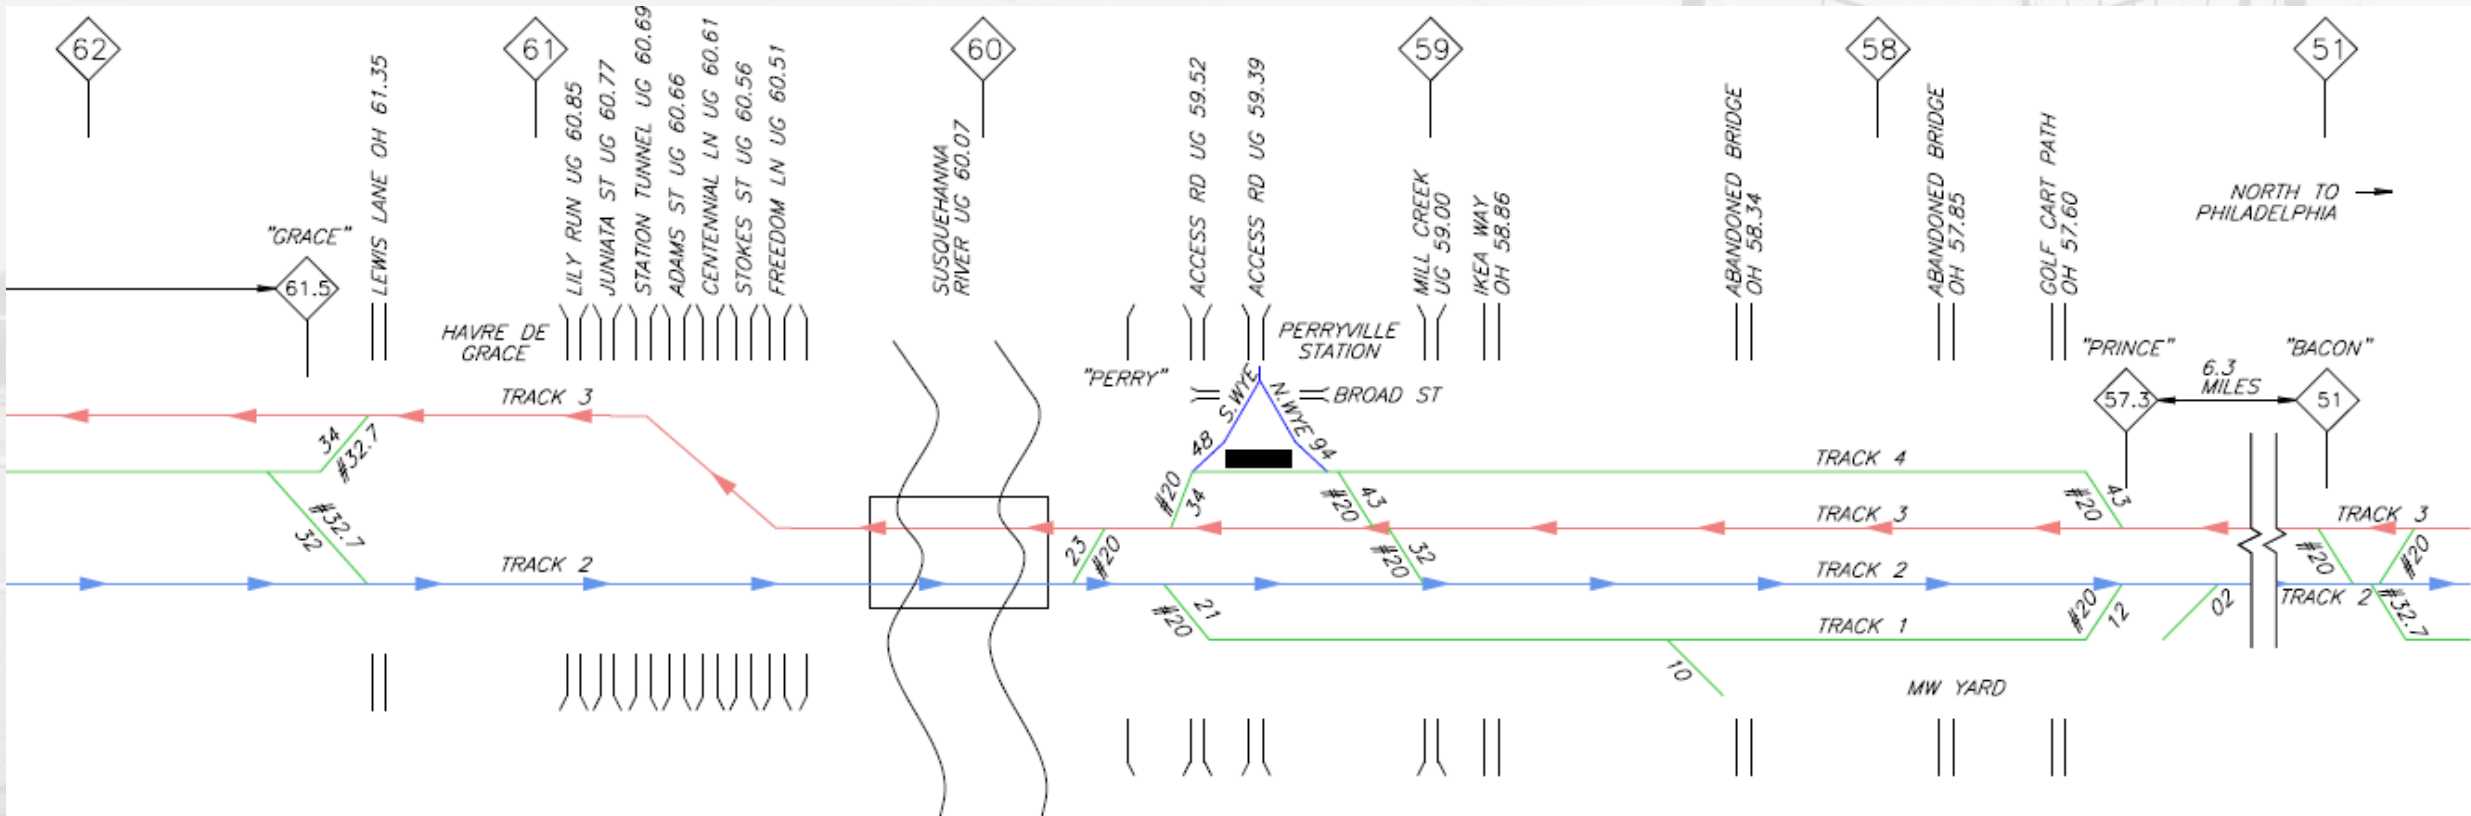 62
61
60
59
58
51
LEWIS LANE OH 61.35
LILY RUN UG 60.85
JUNIATA ST UG 60.77
STATION TUNNEL UG 60.69
ADAMS ST UG 60.66
CENTENNIAL LN UG 60.61
STOKES ST UG 60.56
FREEDOM LN UG 60.51
SUSQUEHANNA
RIVER UG 60.07
ACCESS RD UG 59.52
ACCESS RD UG 59.39
MILL CREEK
UG 59.00
IKEA WAY
OH 58.86
ABANDONED BRIDGE
OH 58.34
ABANDONED BRIDGE
OH 57.85
GOLF CART PATH
OH 57.60
NORTH TO
PHILADELPHIA
"GRACE"
61.5
HAVRE DE
GRACE
"PERRY"
PERRYVILLE
STATION
BROAD ST
S.WYE
N.WYE
"PRINCE"
57.3
6.3
MILES
"BACON"
51
TRACK 3
34
#32.7
#32.7
32
TRACK 2
48
94
#20
34
43
#20
TRACK 4
43
#20
23
#20
32
#20
TRACK 3
TRACK 3
#20
#20
21
#20
TRACK 2
TRACK 2
#32.7
TRACK 1
#20
12
02
10
MW YARD